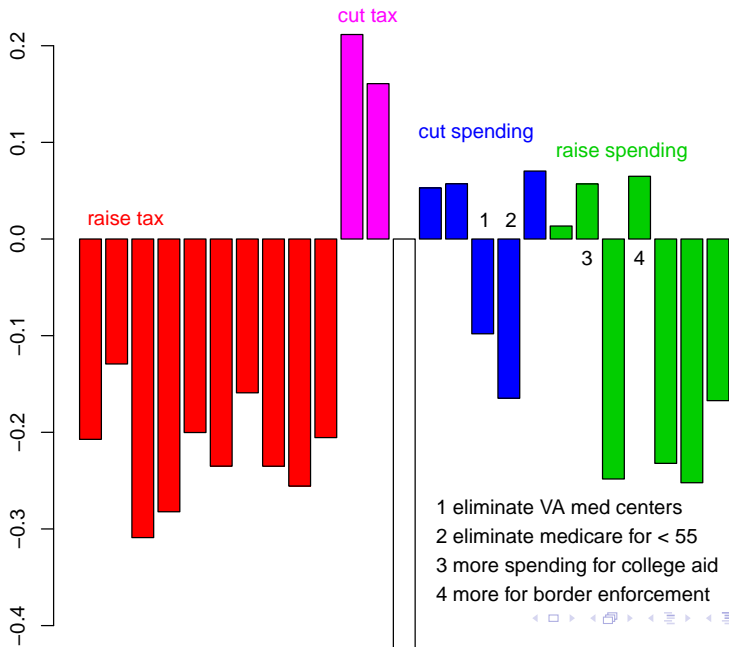 cut tax
0.2
cut spending
0.1
raise spending
raise tax
1 2
0.0
3 4
−0.1
−0.2
1 eliminate VA med centers
−0.3
2 eliminate medicare for < 55
3 more spending for college aid
4 more for border enforcement
−0.4